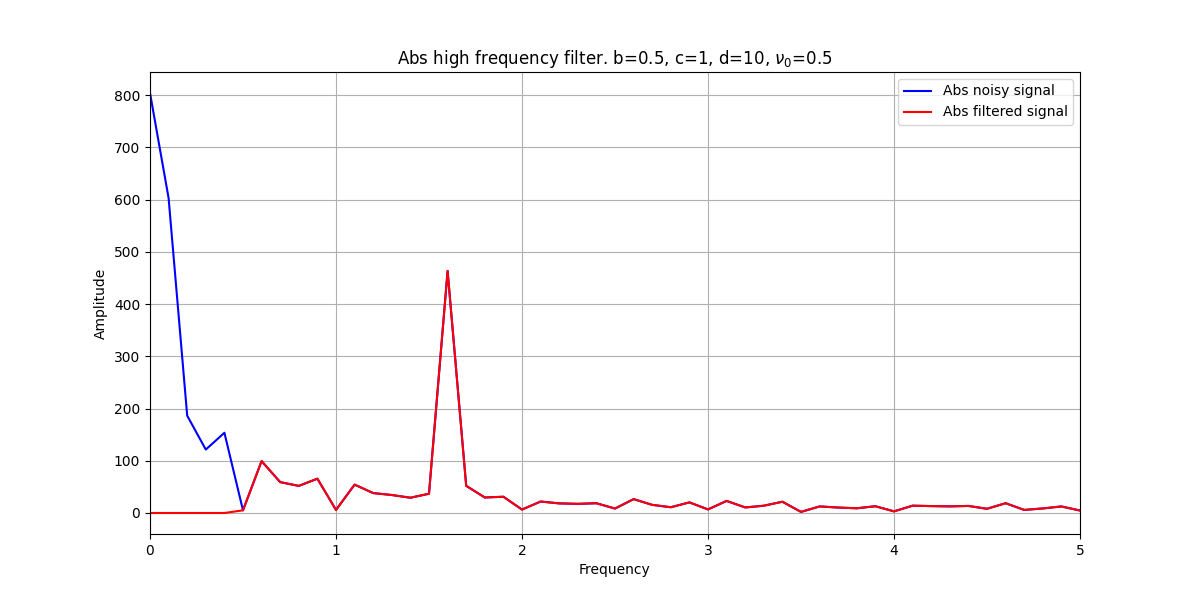 Abs high frequency filter. b=0.5, c=1, d=10, ν₀=0.5
Abs noisy signal
Abs filtered signal
800
700
600
500
400
300
200
100
0
Amplitude
0 1 2 3 4 5
Frequency